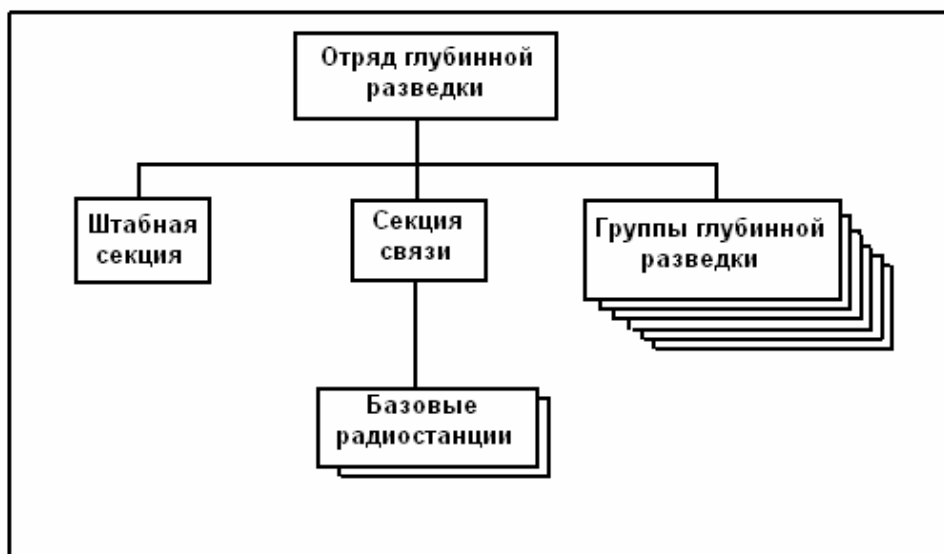 Отряд глубинной
разведки
Штабная
секция
Секция
связи
Группы глубинной
разведки
Базовые
радиостанции